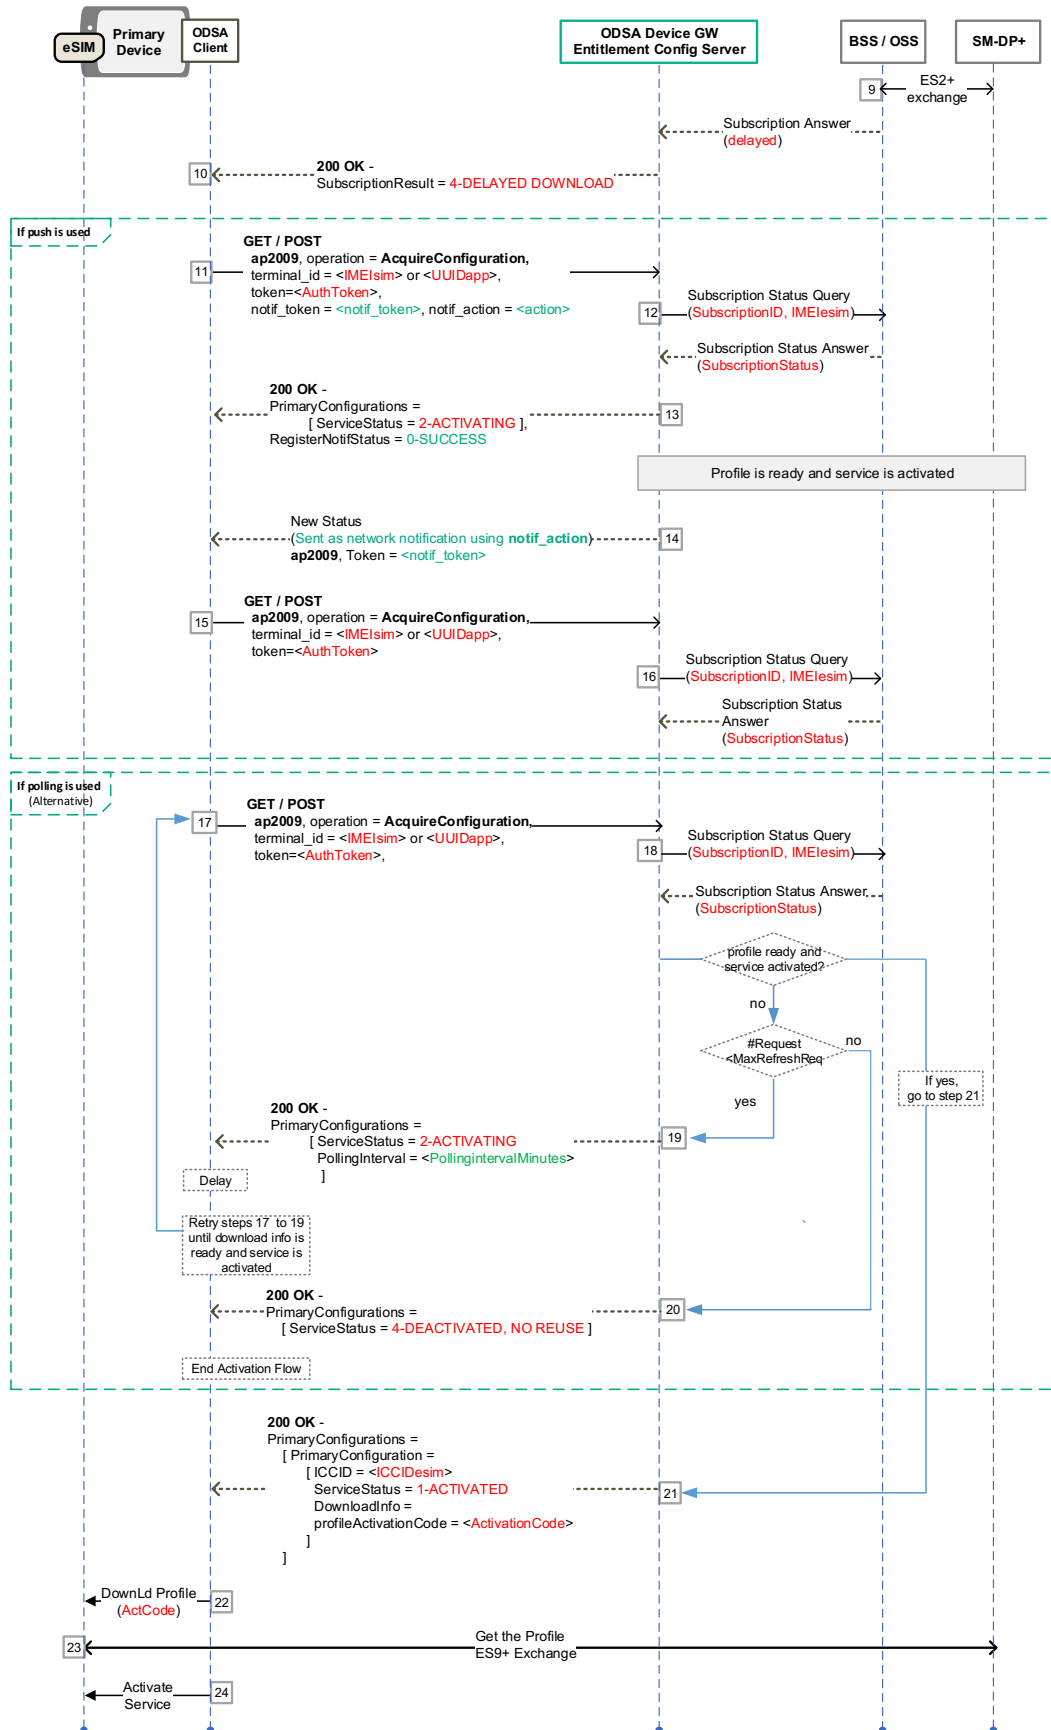 eSIM
Primary
Device
ODSA
Client
ODSA Device GW
Entitlement Config Server
BSS / OSS
SM-DP+
9
ES2+
exchange
Subscription Answer
(delayed)
10
200 OK -
SubscriptionResult = 4-DELAYED DOWNLOAD
If push is used
GET / POST
11
ap2009, operation = AcquireConfiguration,
terminal_id = <IMEIsim> or <UUIDapp>,
token=<AuthToken>,
notif_token = <notif_token>, notif_action = <action>
12
Subscription Status Query
(SubscriptionID, IMEIesim)
Subscription Status Answer
(SubscriptionStatus)
200 OK -
PrimaryConfigurations =
[ ServiceStatus = 2-ACTIVATING ],
RegisterNotifStatus = 0-SUCCESS
13
Profile is ready and service is activated
New Status
(Sent as network notification using notif_action)
ap2009, Token = <notif_token>
14
GET / POST
15
ap2009, operation = AcquireConfiguration,
terminal_id = <IMEIsim> or <UUIDapp>,
token=<AuthToken>
16
Subscription Status Query
(SubscriptionID, IMEIesim)
Subscription Status
Answer
(SubscriptionStatus)
If polling is used
(Alternative)
GET / POST
17
ap2009, operation = AcquireConfiguration,
terminal_id = <IMEIsim> or <UUIDapp>,
token=<AuthToken>,
18
Subscription Status Query
(SubscriptionID, IMEIesim)
Subscription Status Answer
(SubscriptionStatus)
profile ready and
service activated?
no
#Request
<MaxRefreshReq
no
yes
If yes,
go to step 21
200 OK -
PrimaryConfigurations =
[ ServiceStatus = 2-ACTIVATING
PollingInterval = <PollingintervalMinutes>
]
19
Delay
Retry steps 17 to 19
until download info is
ready and service is
activated
200 OK -
PrimaryConfigurations =
[ ServiceStatus = 4-DEACTIVATED, NO REUSE ]
20
End Activation Flow
200 OK -
PrimaryConfigurations =
[ PrimaryConfiguration =
[ ICCID = <ICCIDesim>
ServiceStatus = 1-ACTIVATED
DownloadInfo =
profileActivationCode = <ActivationCode>
]
]
21
DownLd Profile
(ActCode)
22
23
Get the Profile
ES9+ Exchange
Activate
Service
24